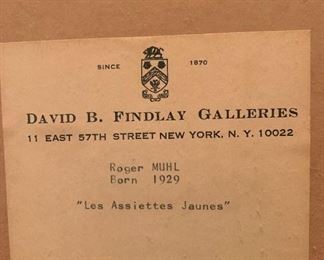 SINCE 1870
DAVID B. FINDLAY GALLERIES
11 EAST 57TH STREET NEW YORK, N. Y. 10022
Roger MUHL
Born 1929
"Les Assiettes Jaunes"